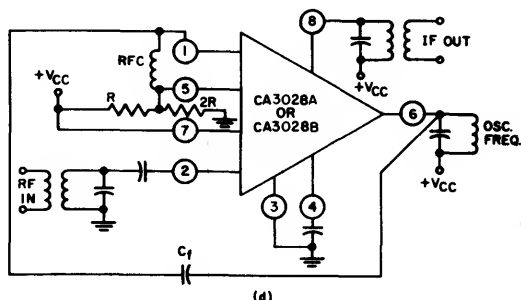 8
IF OUT
1
RFC
+VCC
+VCC
5
CA3028A
OR
CA3028B
R
2R
6
OSC.
FREQ.
7
2
RF
IN
3
4
+VCC
Cf
(d)